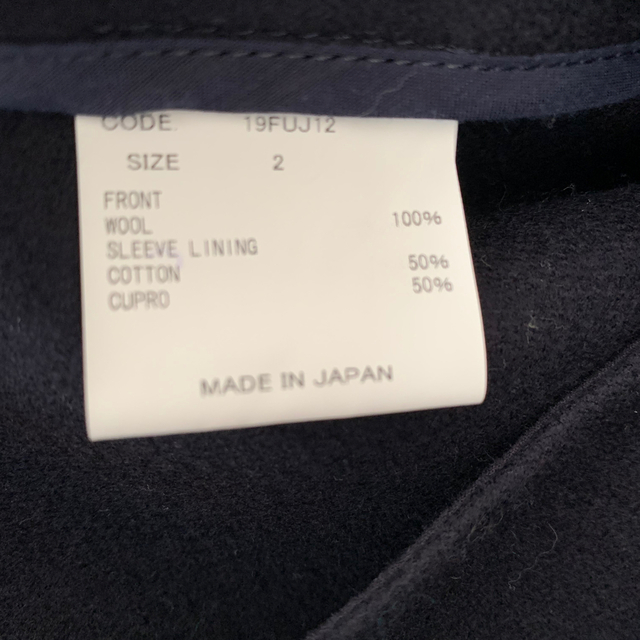 CODE 19FUJ12
SIZE 2
FRONT
WOOL 100%
SLEEVE LINING
COTTON 50%
CUPRO 50%
MADE IN JAPAN